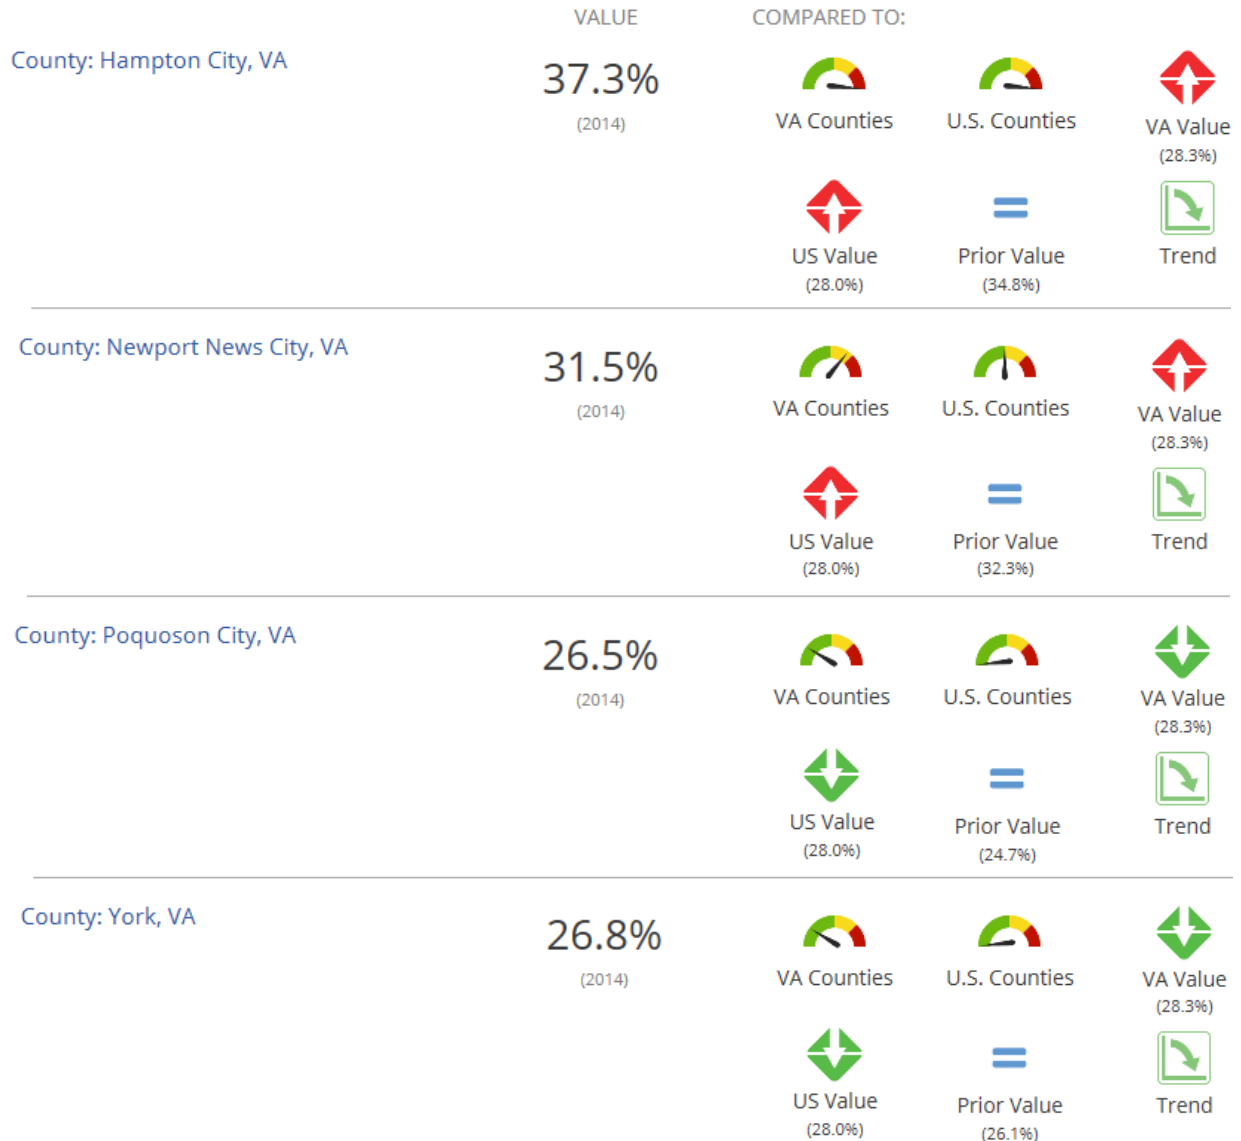 VALUE COMPARED TO:
County: Hampton City, VA
37.3%
(2014)
VA Counties U.S. Counties VA Value
(28.3%)
US Value Prior Value Trend
(28.0%) (34.8%)
County: Newport News City, VA
31.5%
(2014)
VA Counties U.S. Counties VA Value
(28.3%)
US Value Prior Value Trend
(28.0%) (32.3%)
County: Poquoson City, VA
26.5%
(2014)
VA Counties U.S. Counties VA Value
(28.3%)
US Value Prior Value Trend
(28.0%) (24.7%)
County: York, VA
26.8%
(2014)
VA Counties U.S. Counties VA Value
(28.3%)
US Value Prior Value Trend
(28.0%) (26.1%)